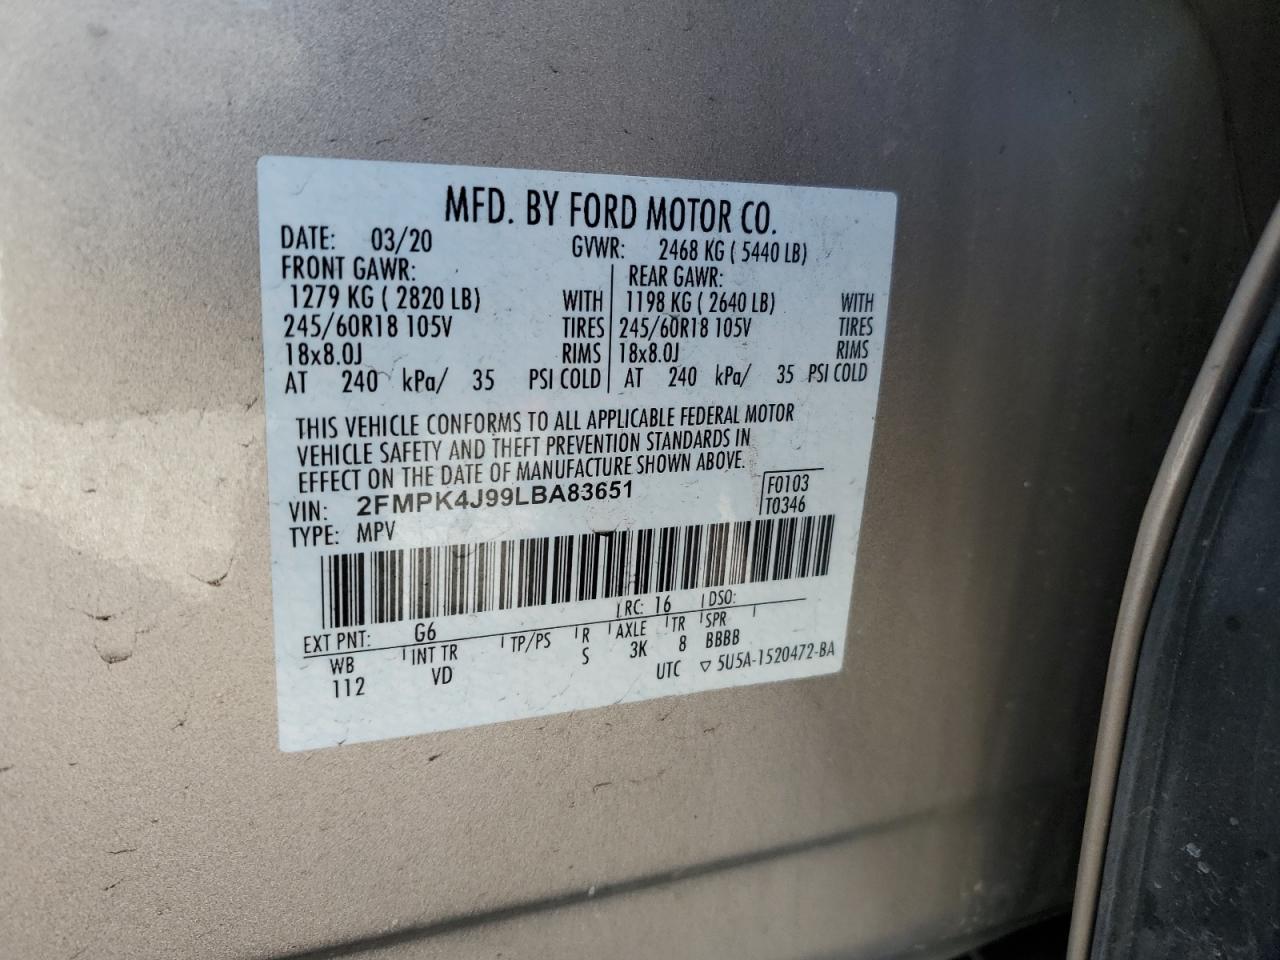 MFD. BY FORD MOTOR CO.
DATE: 03/20 GVWR: 2468 KG ( 5440 LB)
FRONT GAWR: REAR GAWR:
1279 KG ( 2820 LB) WITH 1198 KG ( 2640 LB) WITH
245/60R18 105V TIRES 245/60R18 105V TIRES
18x8.0J RIMS 18x8.0J RIMS
AT 240 kPa/ 35 PSI COLD AT 240 kPa/ 35 PSI COLD
THIS VEHICLE CONFORMS TO ALL APPLICABLE FEDERAL MOTOR
VEHICLE SAFETY AND THEFT PREVENTION STANDARDS IN
EFFECT ON THE DATE OF MANUFACTURE SHOWN ABOVE.
VIN: 2FMPK4J99LBA83651 F0103
TYPE: MPV T0346
EXT PNT: G6 RC: 16 DSO:
WB INT TR TP/PS R AXLE TR SPR
112 VD S 3K 8 BBBB
UTC ▽ 5U5A-1520472-BA